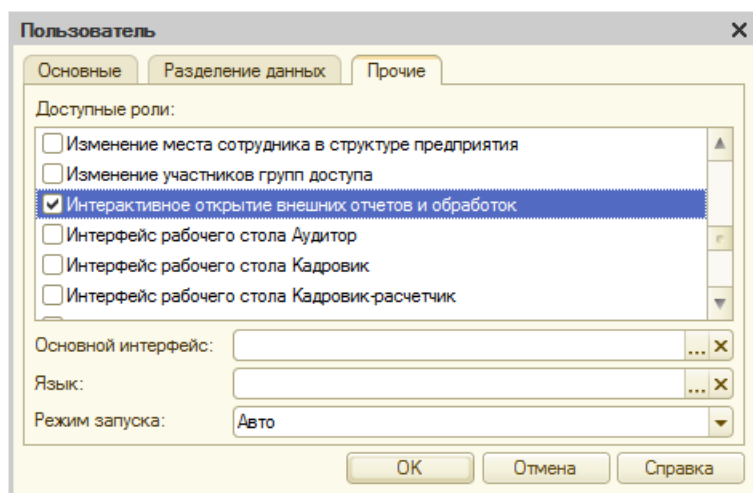 Пользователь
Основные Разделение данных Прочие
Доступные роли:
Изменение места сотрудника в структуре предприятия
Изменение участников групп доступа
Интерактивное открытие внешних отчетов и обработок
Интерфейс рабочего стола Аудитор
Интерфейс рабочего стола Кадровик
Интерфейс рабочего стола Кадровик-расчетчик
Основной интерфейс:
Язык:
Режим запуска: Авто
OK Отмена Справка